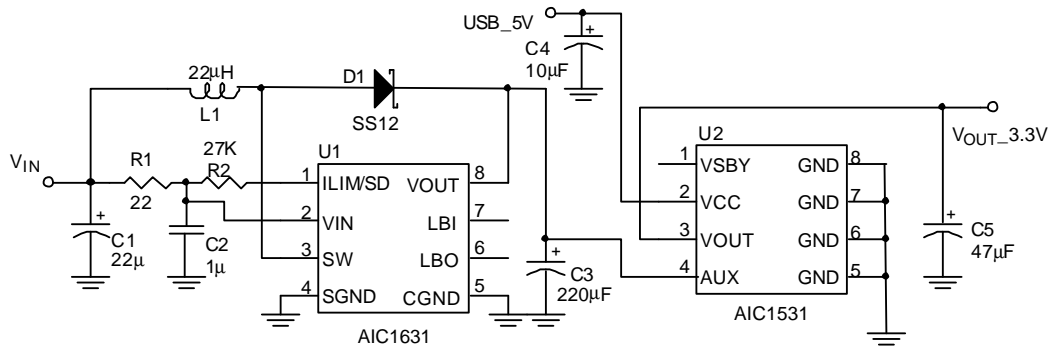 USB_5V
C4
10µF
+
22µH
L1
D1
SS12
VIN
R1
22
27K
R2
U1
1 ILIM/SD VOUT 8
2 VIN LBI 7
3 SW LBO 6
4 SGND CGND 5
AIC1631
+
C1
22µ
C2
1µ
+
C3
220µF
U2
1 VSBY GND 8
2 VCC GND 7
3 VOUT GND 6
4 AUX GND 5
AIC1531
VOUT_3.3V
+
C5
47µF